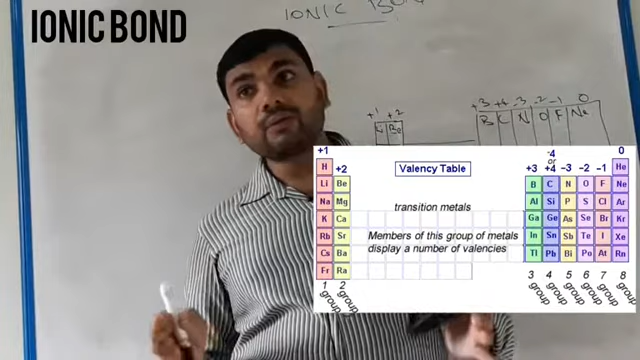 IONIC BOND
IONIC BON
+1 +2
+3 +4 -3 -2 -1 0
Be
B C N O F Ne
+1 0
H Valency Table -4 or He
+2 +3 +4 -3 -2 -1
Li Be B C N O F Ne
Na Mg transition metals Al Si P S Cl Ar
K Ca Ga Ge As Se Br Kr
Rb Sr Members of this group of metals In Sn Sb Te I Xe
Cs Ba display a number of valencies Tl Pb Bi Po At Rn
Fr Ra
1 2 3 4 5 6 7 8
group group group group group group group group